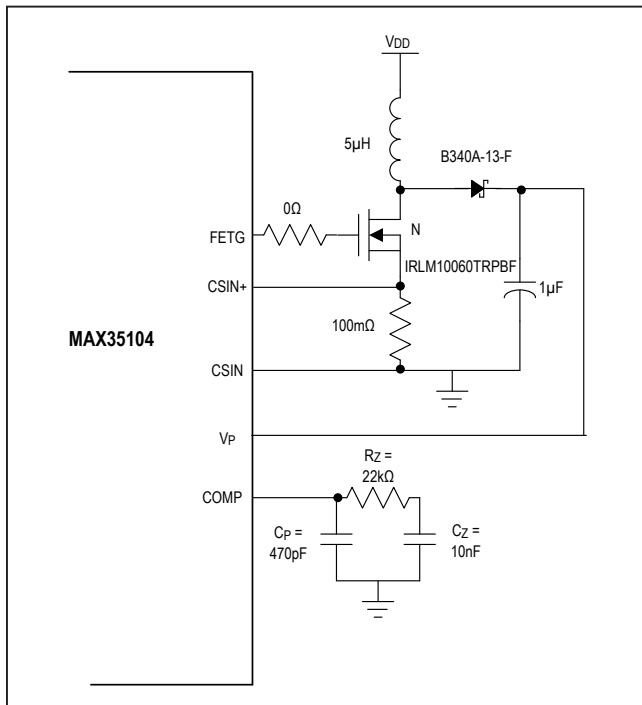 VDD
5µH
B340A-13-F
0Ω
FETG
N
IRLM10060TRPBF
CSIN+
1µF
100mΩ
MAX35104
CSIN
VP
RZ =
22kΩ
COMP
CP =
470pF
CZ =
10nF